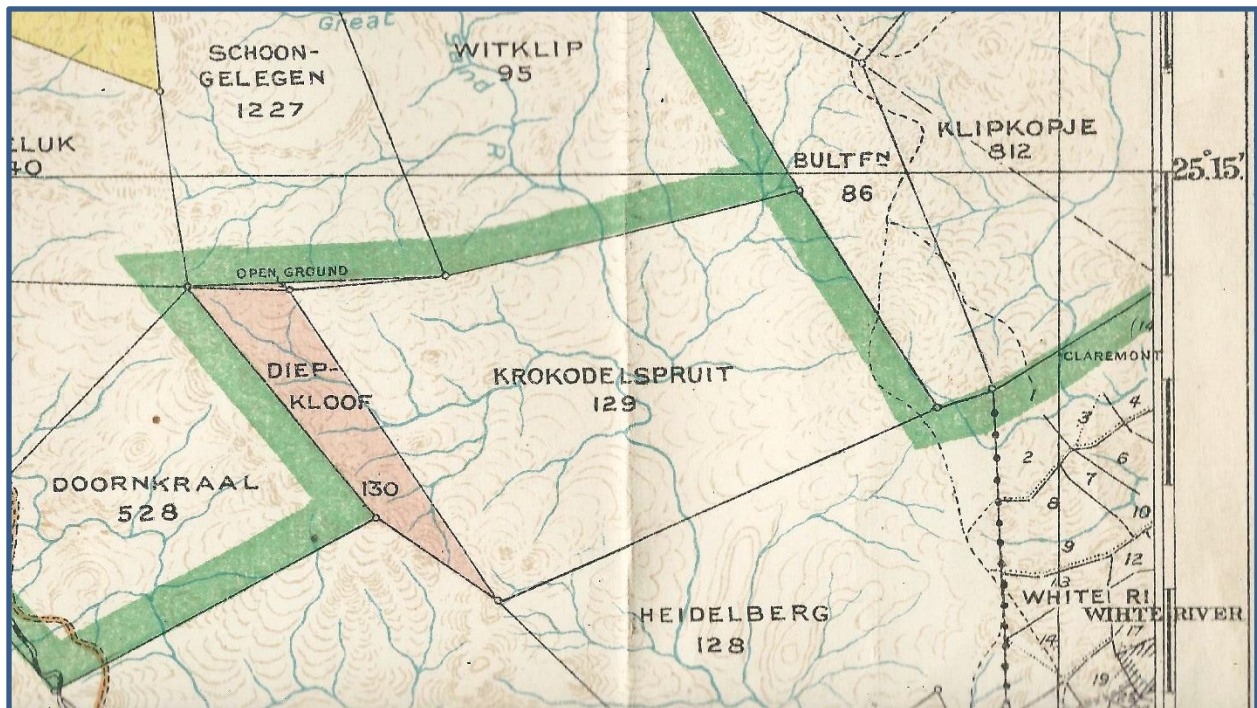 Great
SCHOON-
GELEGEN
1227
WITKLIP
95
Spruit
R
ELUK
40
KLIPKOPJE
812
BULTFN
86
25°15'
OPEN GROUND
DIEP-
KLOOF
130
KROKODELSPRUIT
129
CLAREMONT
DOORNKRAAL
528
HEIDELBERG
128
1
2
3
4
6
7
8
9
10
12
13
WHITE RI
WIHTE RIVER
14
17
19